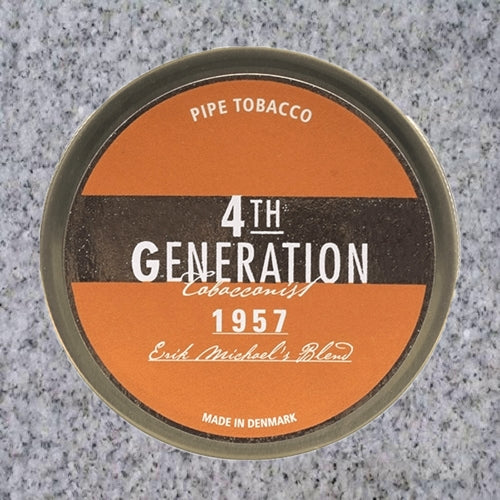 PIPE TOBACCO
4TH
GENERATION
Tobacconist
1957
Erik Michael's Blend
MADE IN DENMARK